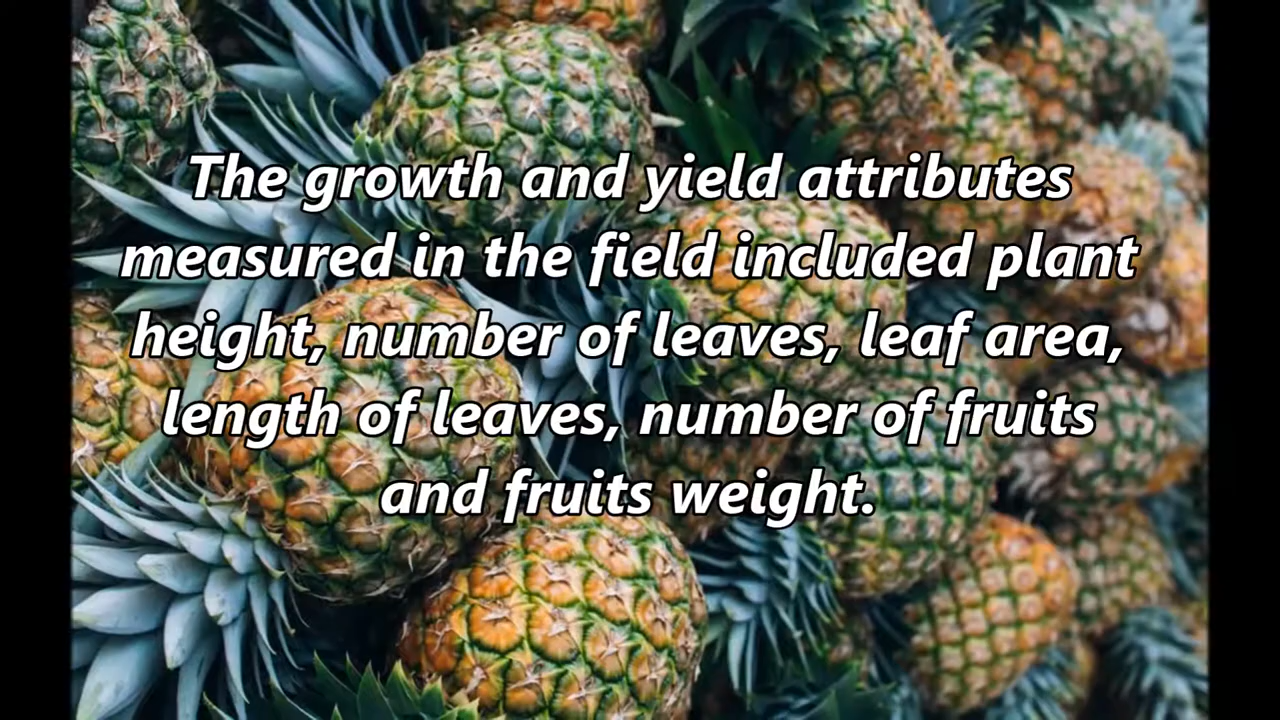 The growth and yield attributes
measured in the field included plant
height, number of leaves, leaf area,
length of leaves, number of fruits
and fruits weight.